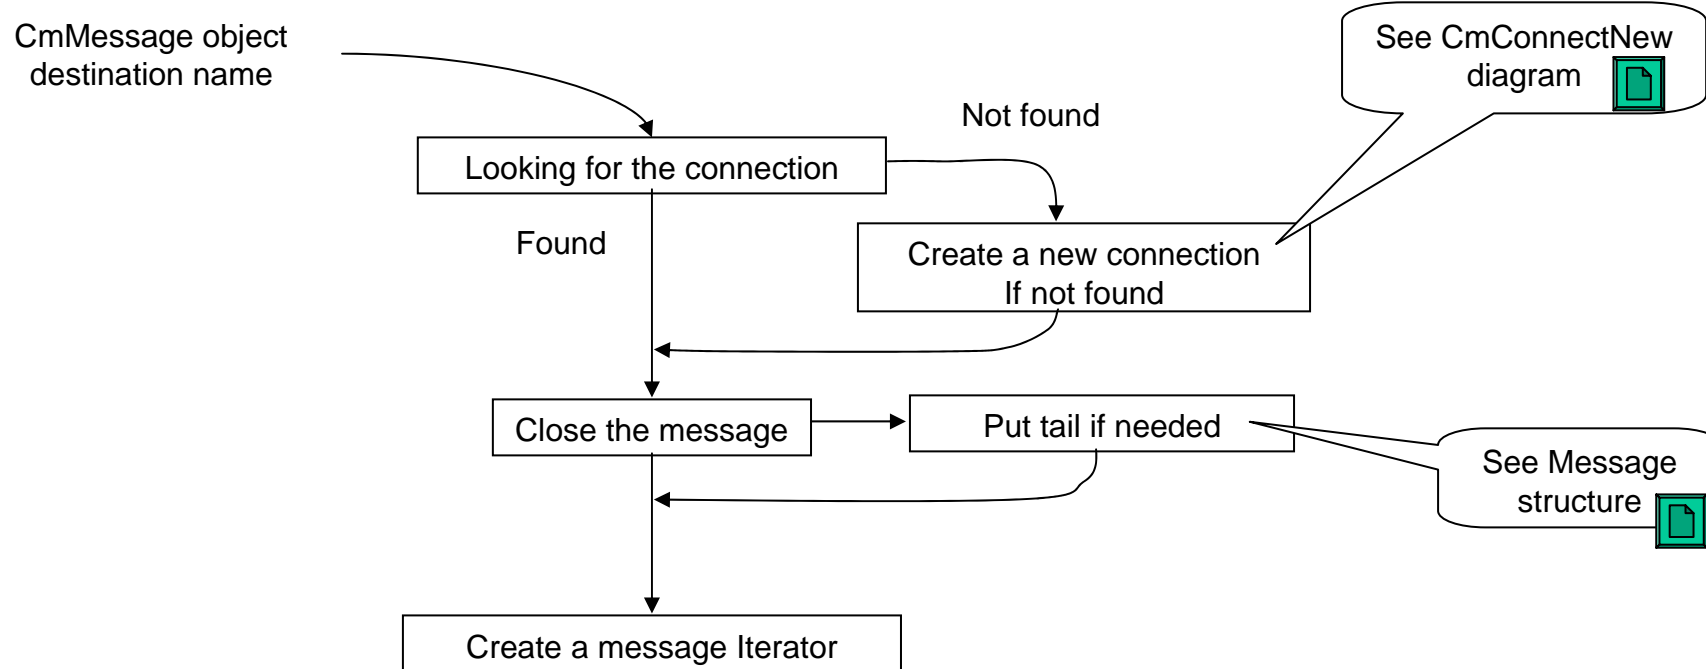 CmMessage object
destination name
See CmConnectNew
diagram
Not found
Looking for the connection
Found
Create a new connection
If not found
Close the message
Put tail if needed
See Message
structure
Create a message Iterator